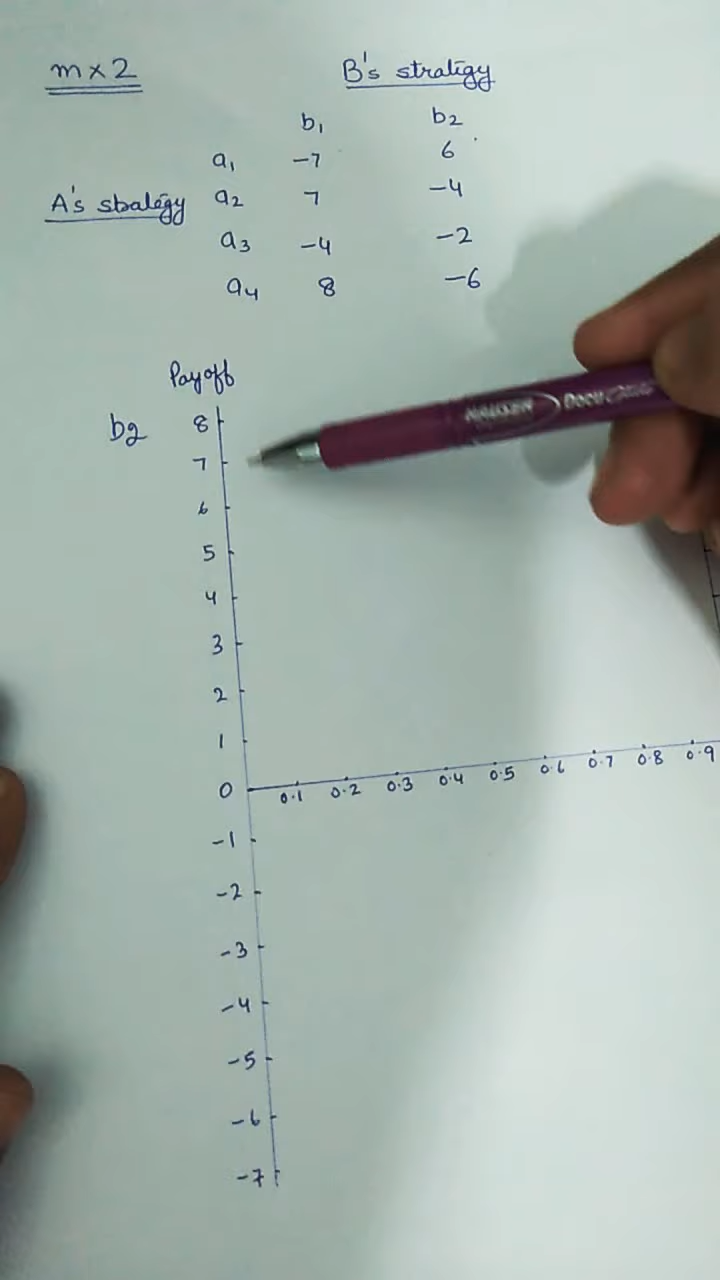 m×2 B's strategy
b₁ b₂
a₁ -7 6
A's strategy a₂ 7 -4
a₃ -4 -2
a₄ 8 -6
Payoff
b₂ 8
7
6
5
4
3
2
1
0 0.1 0.2 0.3 0.4 0.5 0.6 0.7 0.8 0.9
-1
-2
-3
-4
-5
-6
-7